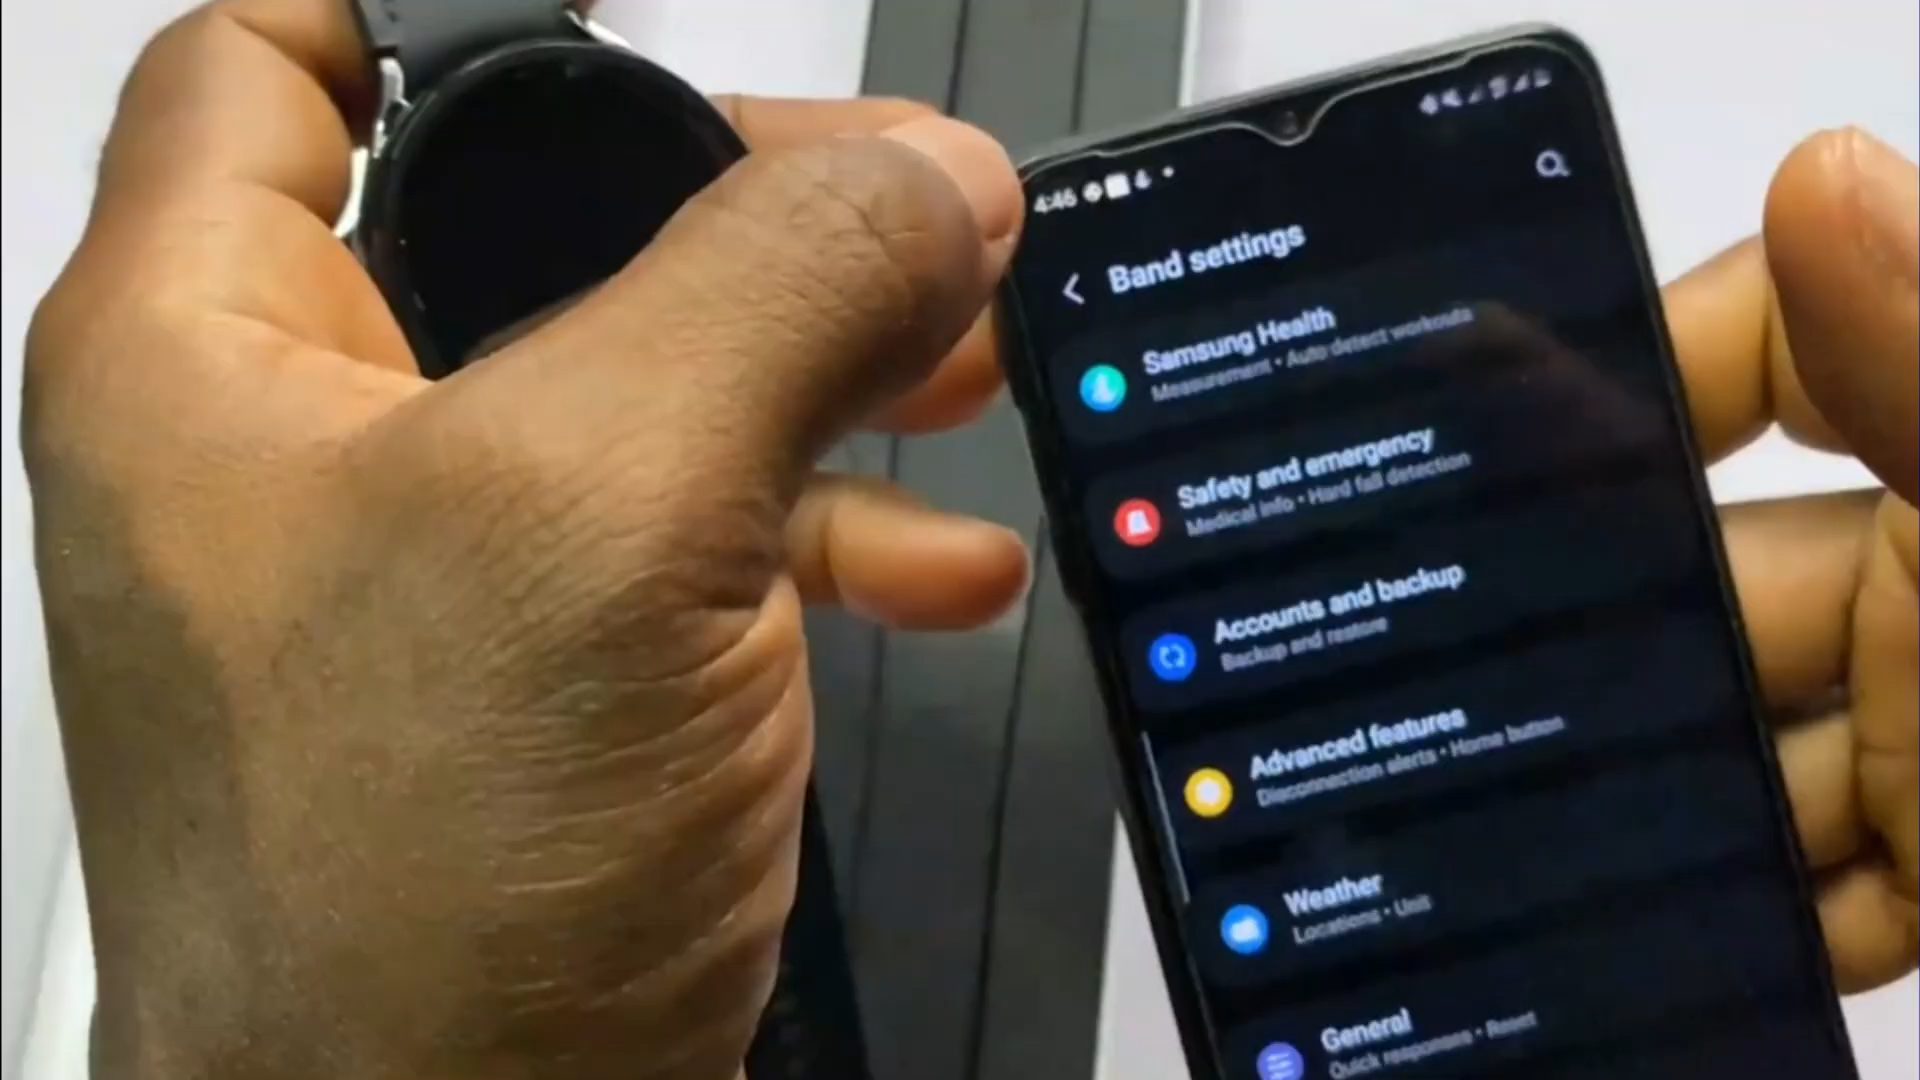 4:46
Band settings
Samsung Health
Measurement • Auto detect workouts
Safety and emergency
Medical info • Hard fall detection
Accounts and backup
Backup and restore
Advanced features
Disconnection alerts • Home button
Weather
Locations • Unit
General
Quick responses • Reset